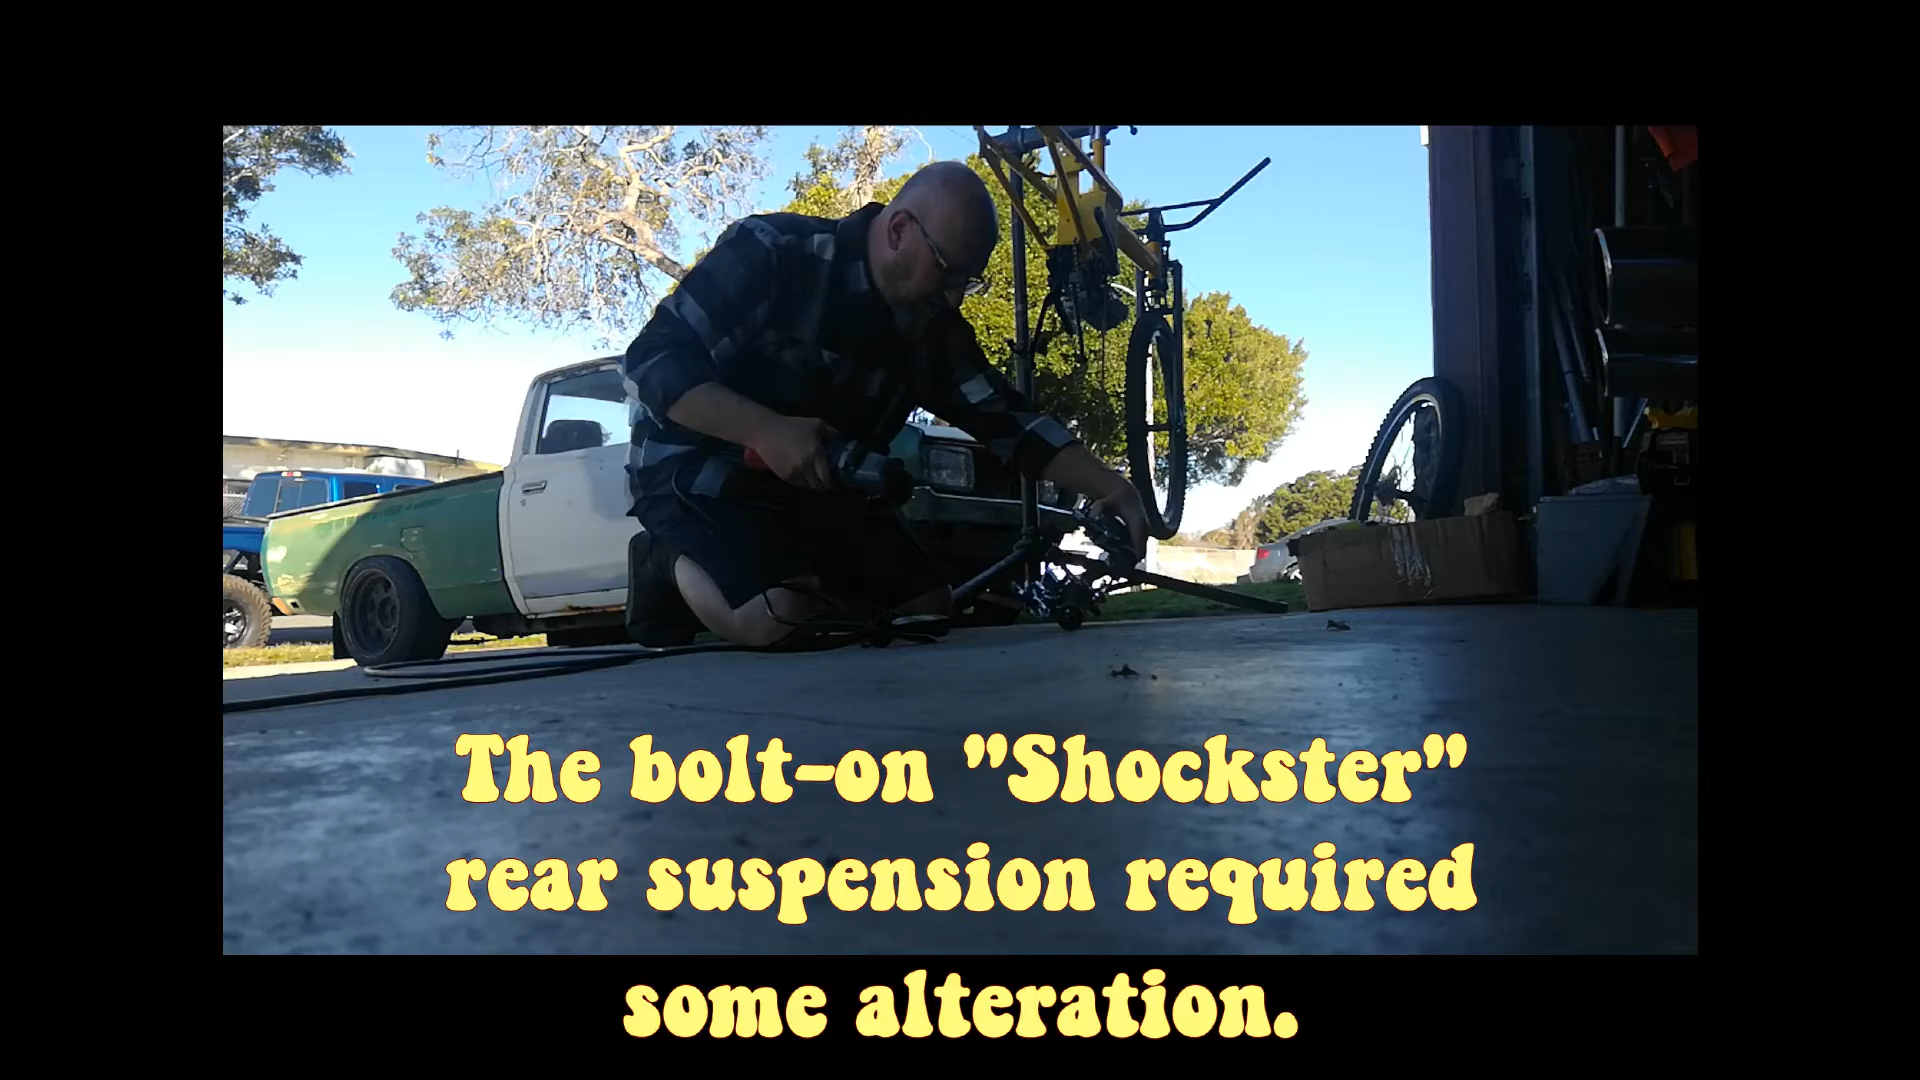 The bolt-on "Shockster"
rear suspension required
some alteration.